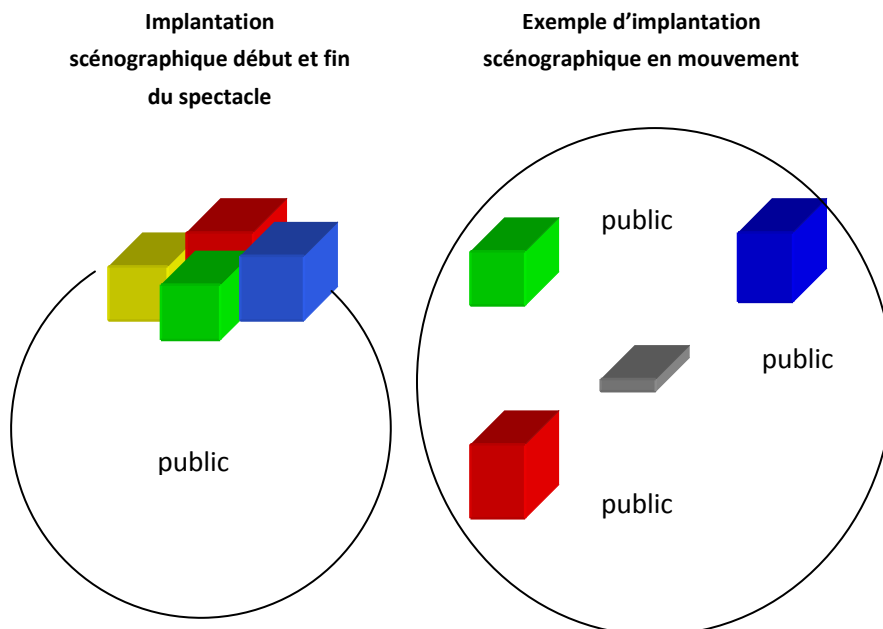 Implantation
scénographique début et fin
du spectacle
public
Exemple d’implantation
scénographique en mouvement
public
public
public